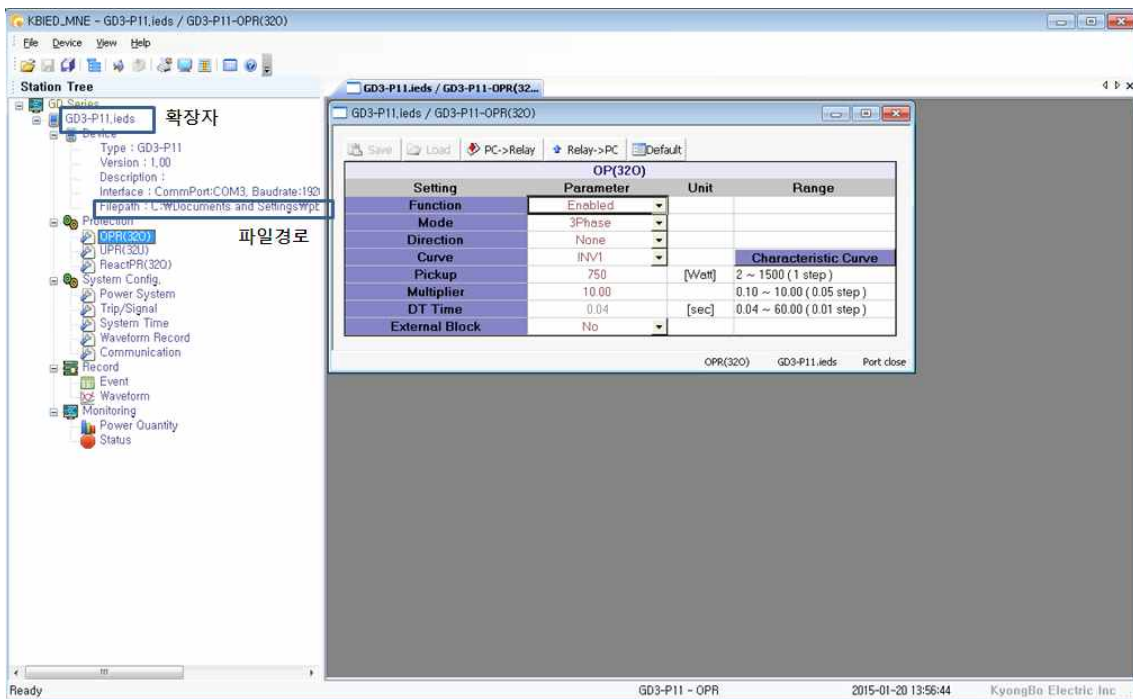 KBIED_MNE - GD3-P11,ieds / GD3-P11-OPR(32O)
File Device View Help
Station Tree
GD Series
GD3-P11,ieds
확장자
Device
Type : GD3-P11
Version : 1,00
Description :
Interface : CommPort:COM3, Baudrate:192
Filepath : C:₩Documents and Settings₩pb
파일경로
Protection
OPR(32O)
UPR(32U)
ReactPR(32Q)
System Config,
Power System
Trip/Signal
System Time
Waveform Record
Communication
Record
Event
Waveform
Monitoring
Power Quantity
Status
GD3-P11.ieds / GD3-P11-OPR(32...
GD3-P11,ieds / GD3-P11-OPR(32O)
Save Load PC->Relay Relay->PC Default
OP(32O)
Setting Parameter Unit Range
Function Enabled
Mode 3Phase
Direction None
Curve INV1 Characteristic Curve
Pickup 750 [Watt] 2 ~ 1500 ( 1 step )
Multiplier 10.00 0.10 ~ 10.00 ( 0.05 step )
DT Time 0.04 [sec] 0.04 ~ 60.00 ( 0.01 step )
External Block No
OPR(32O) GD3-P11.ieds Port close
Ready GD3-P11 - OPR 2015-01-20 13:56:44 KyongBo Electric Inc